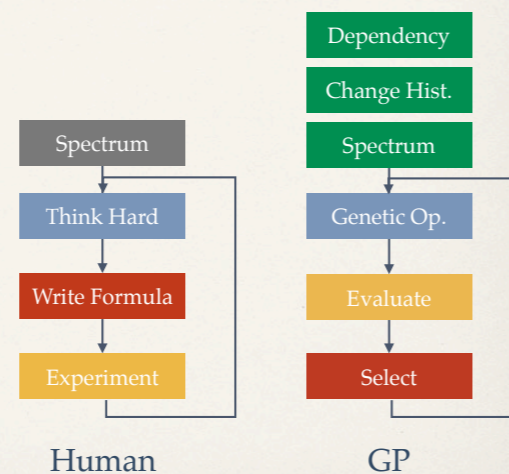 Spectrum
Think Hard
Write Formula
Experiment
Human
Dependency
Change Hist.
Spectrum
Genetic Op.
Evaluate
Select
GP